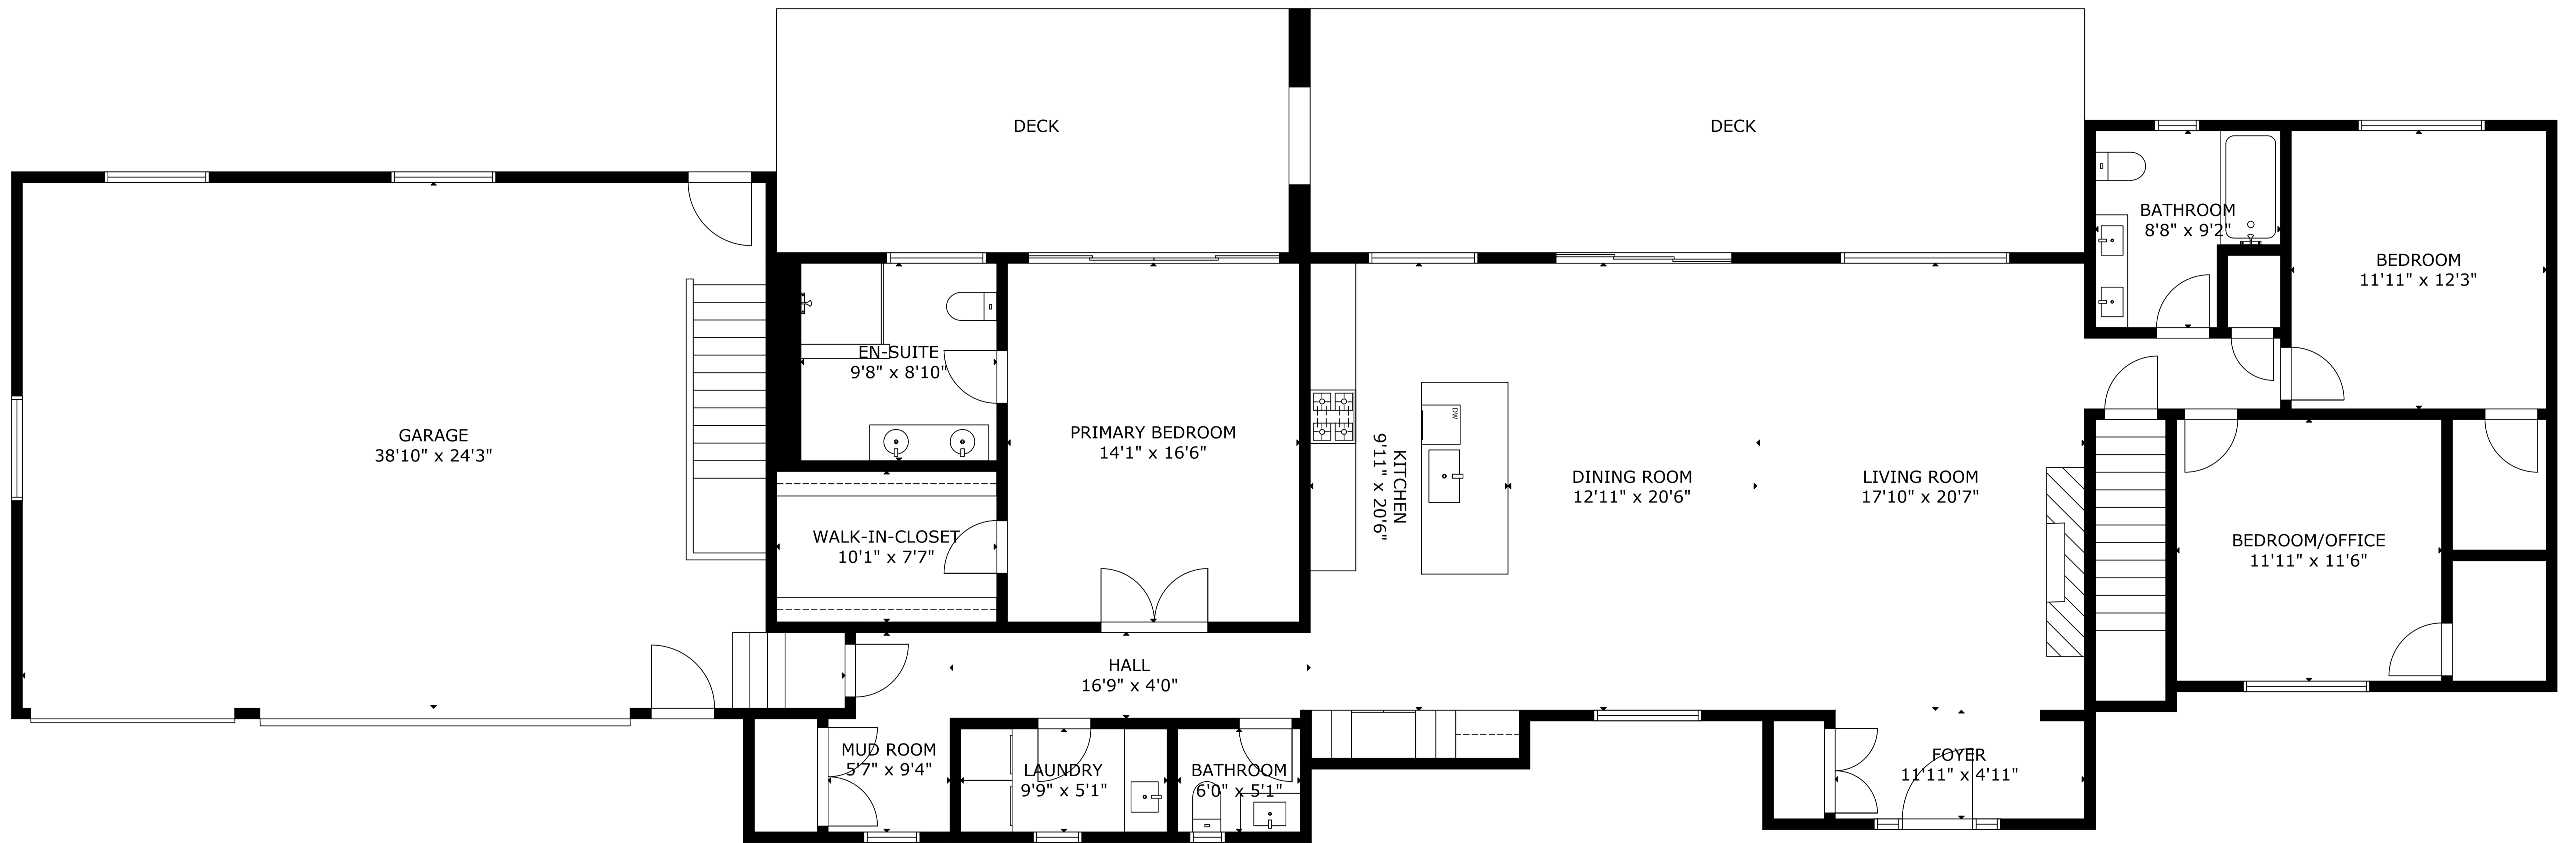 DECK
DECK
BATHROOM
8'8" x 9'2"
BEDROOM
11'11" x 12'3"
EN-SUITE
9'8" x 8'10"
GARAGE
38'10" x 24'3"
PRIMARY BEDROOM
14'1" x 16'6"
DW
KITCHEN
9'11" x 20'6"
DINING ROOM
12'11" x 20'6"
LIVING ROOM
17'10" x 20'7"
WALK-IN-CLOSET
10'1" x 7'7"
BEDROOM/OFFICE
11'11" x 11'6"
HALL
16'9" x 4'0"
MUD ROOM
5'7" x 9'4"
LAUNDRY
9'9" x 5'1"
BATHROOM
6'0" x 5'1"
FOYER
11'11" x 4'11"